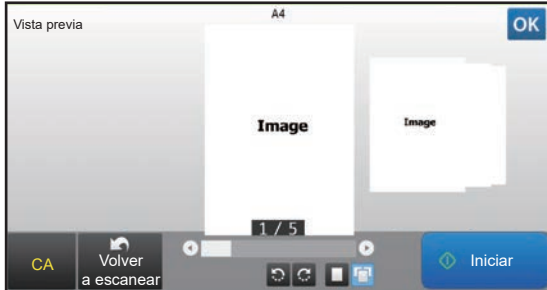 A4
Vista previa
OK
Image
Image
1 / 5
CA
Volver
a escanear
Iniciar